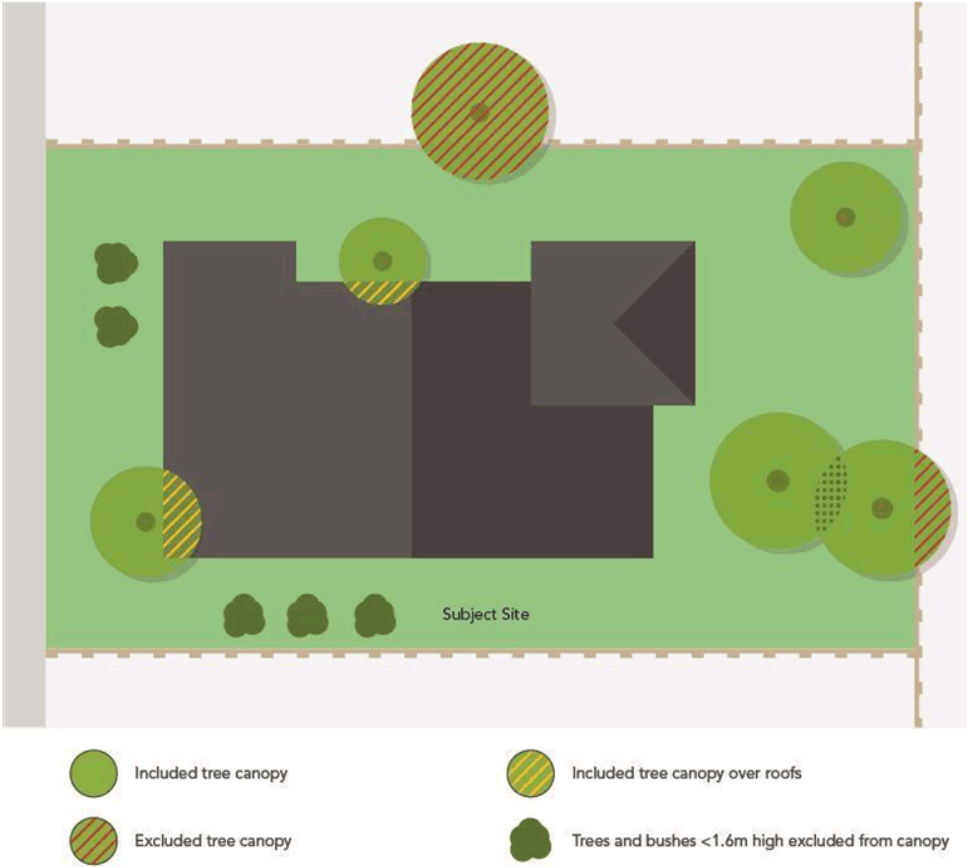 Subject Site
Included tree canopy
Included tree canopy over roofs
Excluded tree canopy
Trees and bushes <1.6m high excluded from canopy